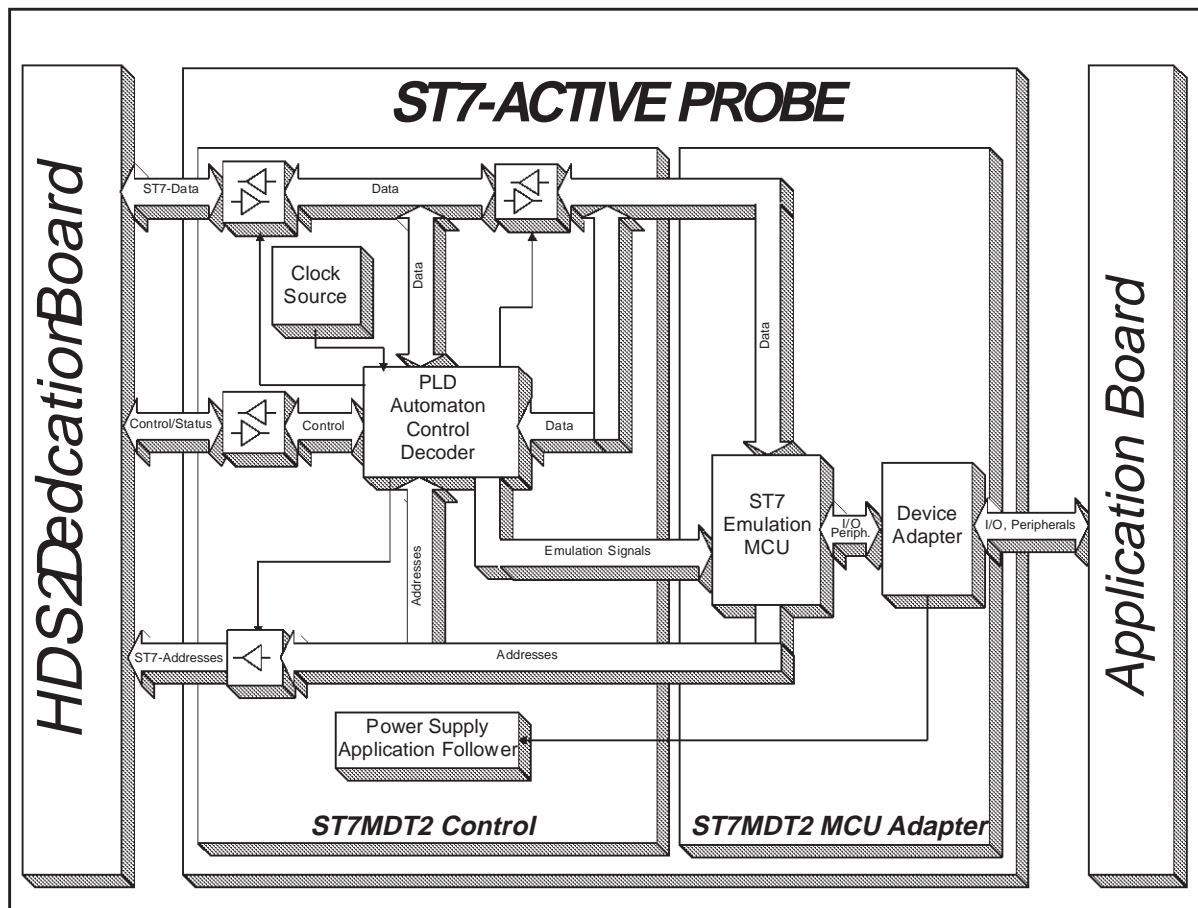 ST7-ACTIVE PROBE
HDS2DedcationBoard
ST7-Data
Data
Data
Clock
Source
Data
PLD
Automaton
Control
Decoder
Control/Status
Control
Data
ST7
Emulation
MCU
I/O
Periph.
Device
Adapter
I/O, Peripherals
Application Board
Emulation Signals
Addresses
ST7-Addresses
Addresses
Power Supply
Application Follower
ST7MDT2 Control
ST7MDT2 MCU Adapter